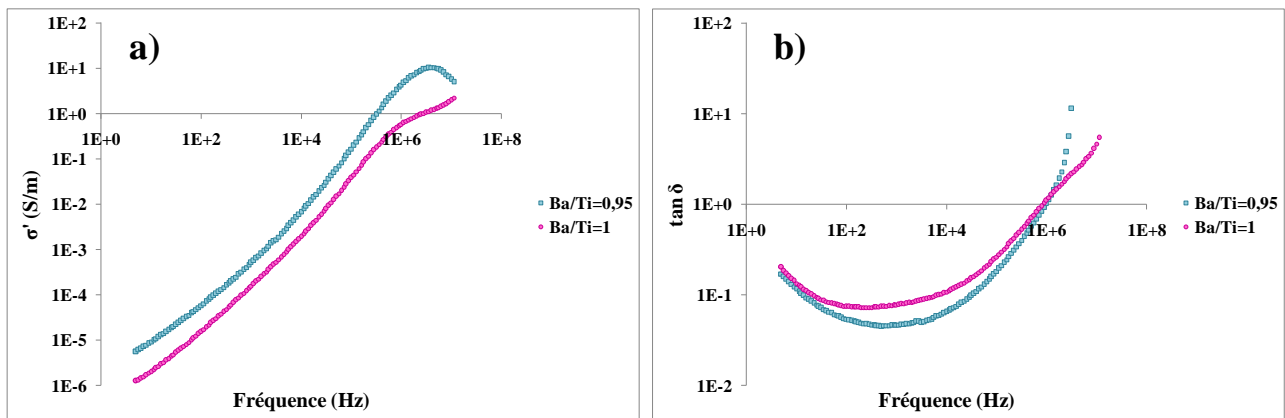 a)
1E+2
1E+1
1E+0
1E-1
1E-2
1E-3
1E-4
1E-5
1E-6
1E+0 1E+2 1E+4 1E+6 1E+8
σ' (S/m)
Fréquence (Hz)
Ba/Ti=0,95
Ba/Ti=1
b)
1E+2
1E+1
1E+0
1E-1
1E-2
1E+0 1E+2 1E+4 1E+6 1E+8
tan δ
Fréquence (Hz)
Ba/Ti=0,95
Ba/Ti=1